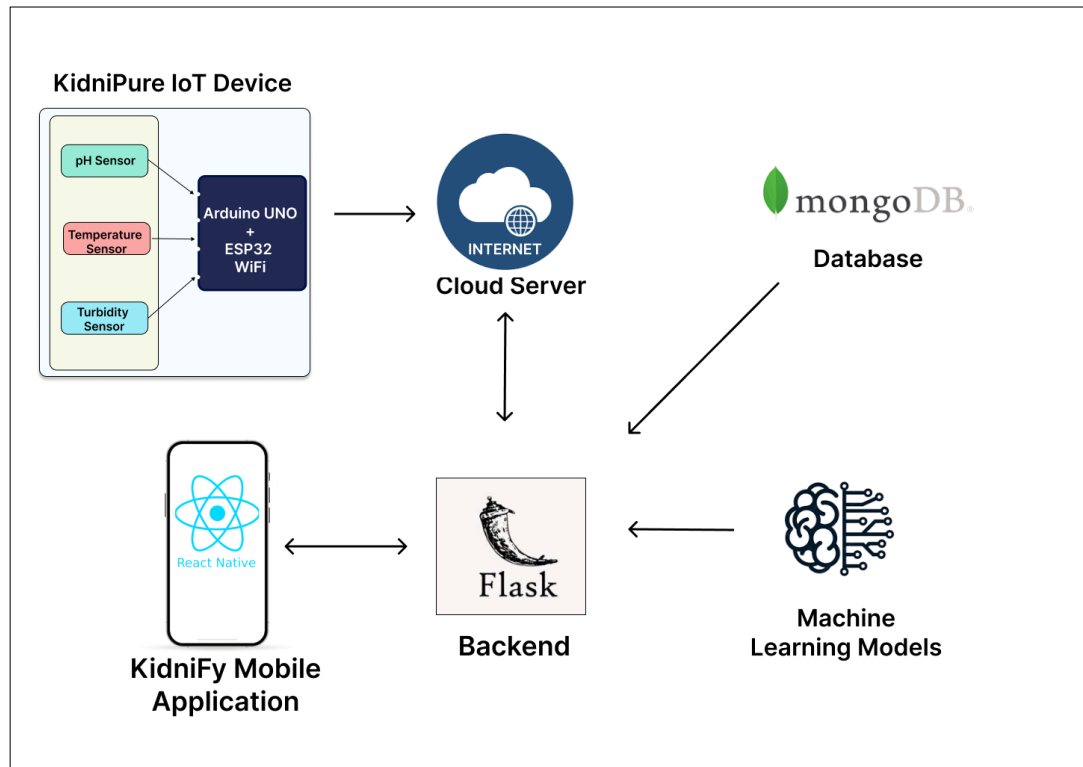 KidniPure IoT Device
pH Sensor
Temperature
Sensor
Turbidity
Sensor
Arduino UNO
+
ESP32
WiFi
INTERNET
Cloud Server
mongoDB®
Database
React Native
KidniFy Mobile
Application
Flask
Backend
Machine
Learning Models